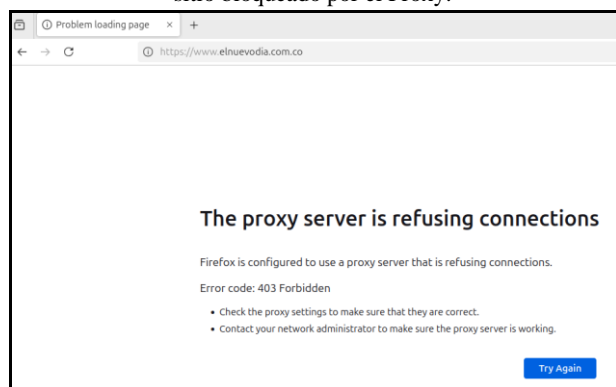 sitio bloqueado por el Proxy.
Problem loading page
https://www.elnuevodia.com.co
The proxy server is refusing connections
Firefox is configured to use a proxy server that is refusing connections.
Error code: 403 Forbidden
• Check the proxy settings to make sure that they are correct.
• Contact your network administrator to make sure the proxy server is working.
Try Again